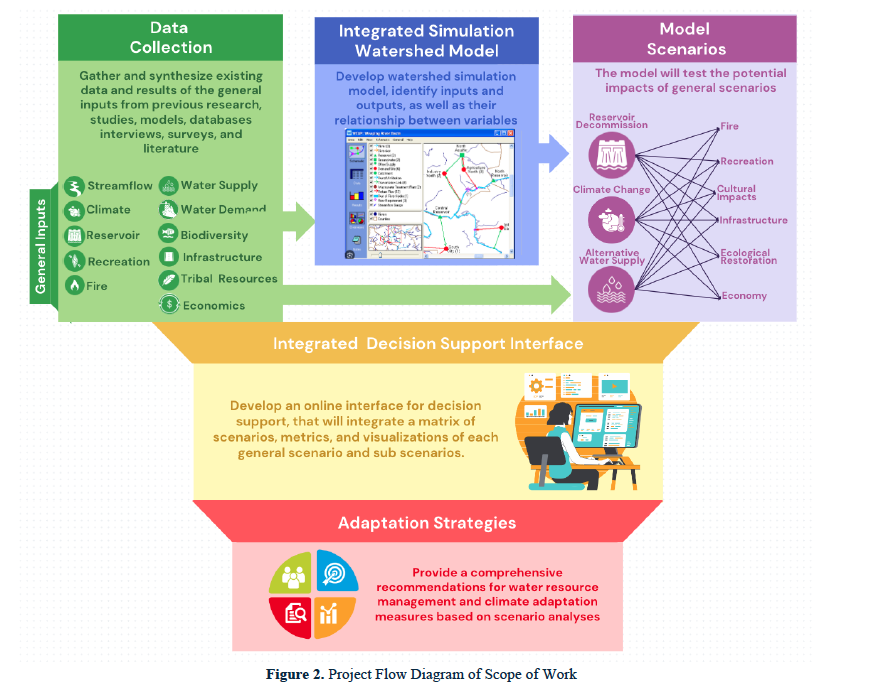 Data
Collection
Gather and synthesize existing
data and results of the general
inputs from previous research,
studies, models, databases
interviews, surveys, and
literature
General Inputs
Streamflow
Climate
Reservoir
Recreation
Fire
Water Supply
Water Demand
Biodiversity
Infrastructure
Tribal Resources
Economics
Integrated Simulation
Watershed Model
Develop watershed simulation
model, identify inputs and
outputs, as well as their
relationship between variables
Model
Scenarios
The model will test the potential
impacts of general scenarios
Reservoir
Decommission
Climate Change
Alternative
Water Supply
Fire
Recreation
Cultural
Impacts
Infrastructure
Ecological
Restoration
Economy
Integrated Decision Support Interface
Develop an online interface for decision
support, that will integrate a matrix of
scenarios, metrics, and visualizations of each
general scenario and sub scenarios.
Adaptation Strategies
Provide a comprehensive
recommendations for water resource
management and climate adaptation
measures based on scenario analyses
Figure 2. Project Flow Diagram of Scope of Work